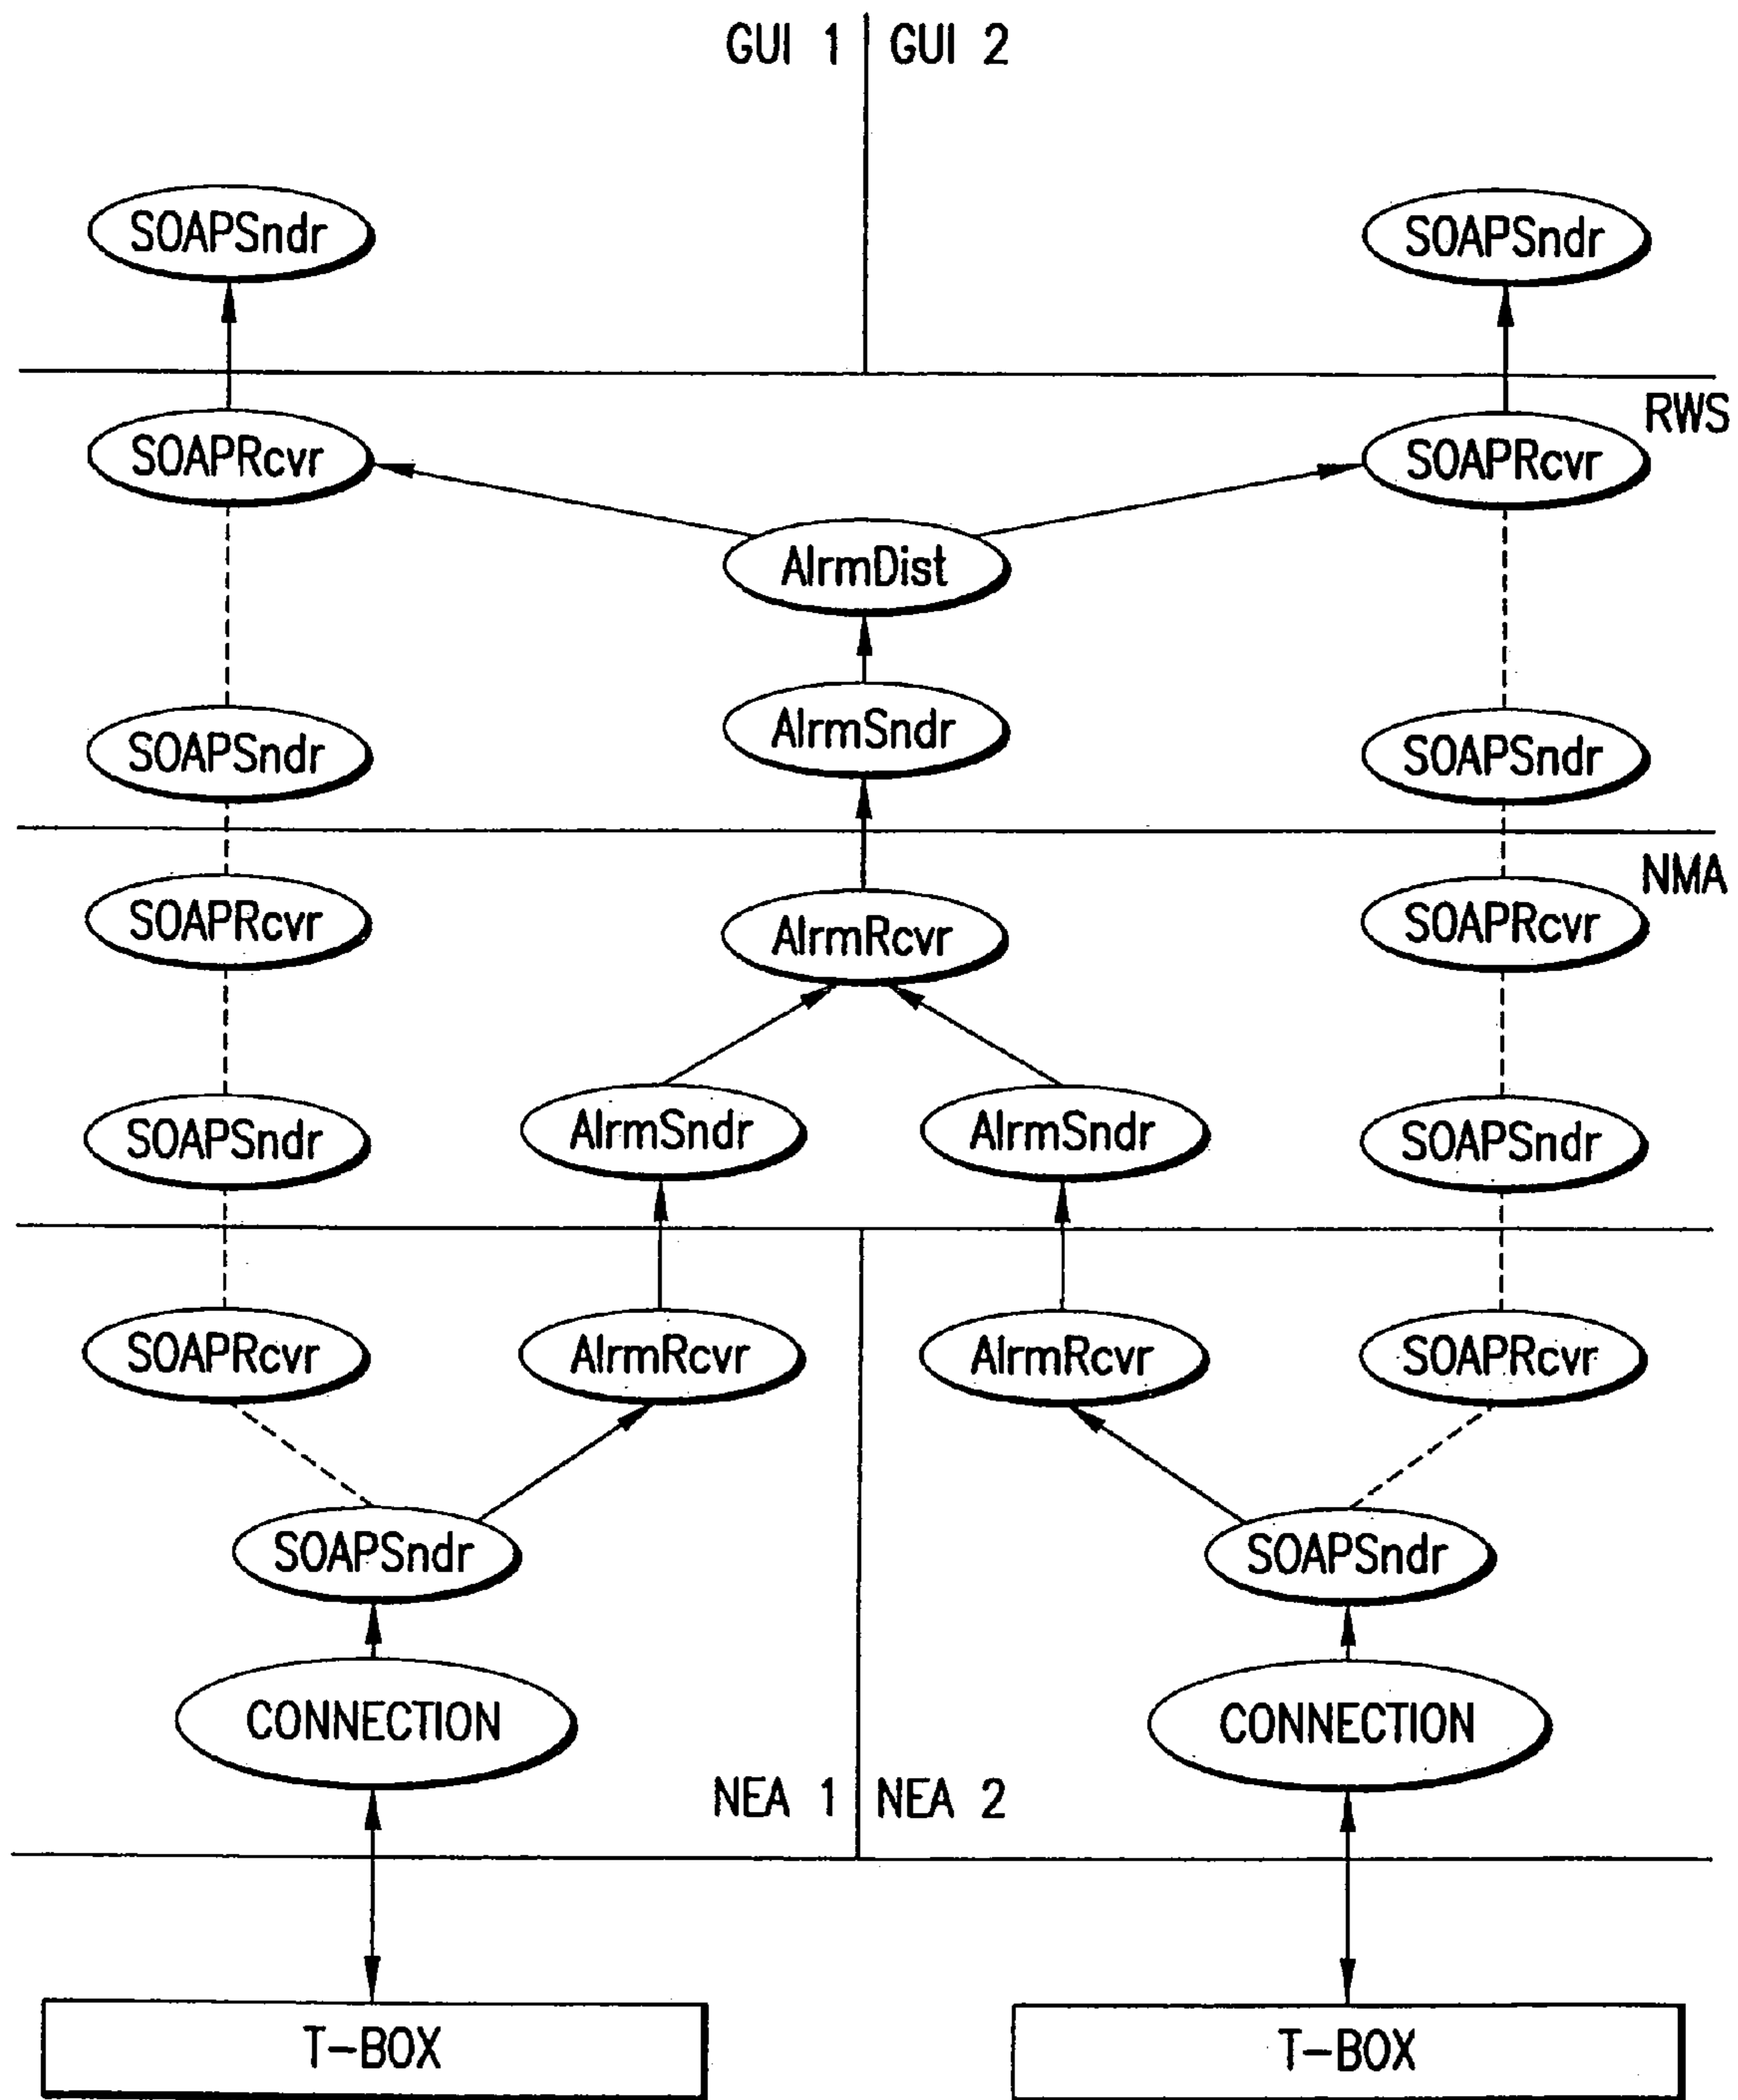 GUI 1 GUI 2
SOAPSndr SOAPSndr
RWS
SOAPRcvr SOAPRcvr
AlrmDist
AlrmSndr
SOAPSndr SOAPSndr
NMA
SOAPRcvr AlrmRcvr SOAPRcvr
SOAPSndr AlrmSndr AlrmSndr SOAPSndr
SOAPRcvr AlrmRcvr AlrmRcvr SOAPRcvr
SOAPSndr SOAPSndr
CONNECTION CONNECTION
NEA 1 NEA 2
T-BOX T-BOX